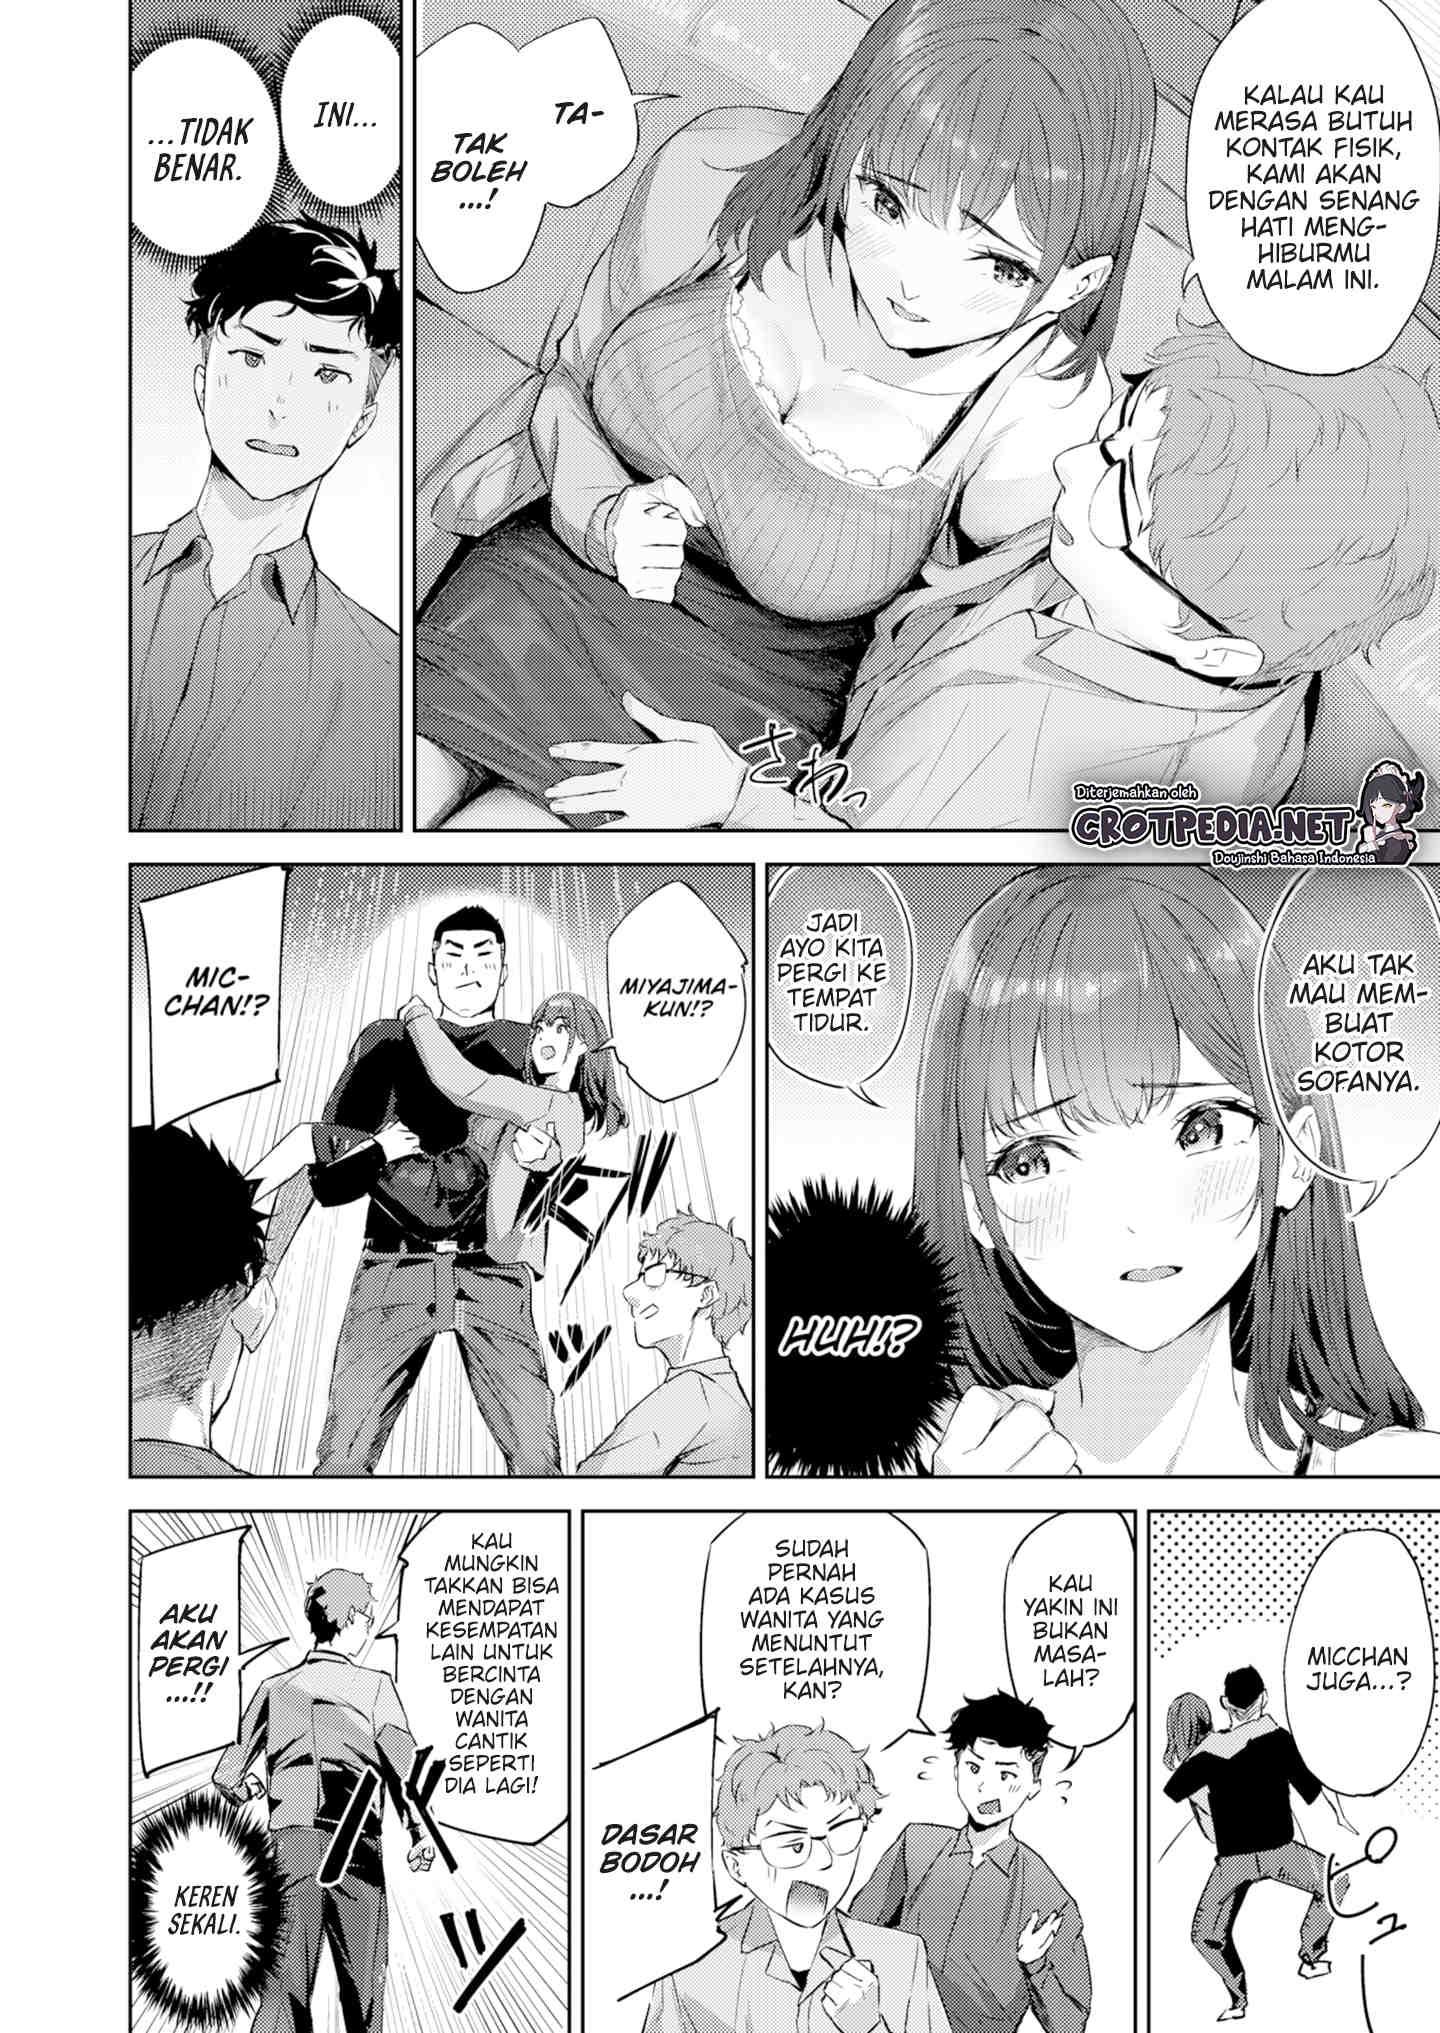 KALAU KAU
MERASA BUTUH
KONTAK FISIK,
KAMI AKAN
DENGAN SENANG
HATI MENG-
HIBURMU
MALAM INI.
TA-
TAK
BOLEH
...!
さわっ
INI...
...TIDAK
BENAR.
Diterjemahkan oleh
CROTPEDIA.NET
Doujinshi Bahasa Indonesia
AKU TAK
MAU MEM-
BUAT
KOTOR
SOFANYA.
JADI
AYO KITA
PERGI KE
TEMPAT
TIDUR.
HUH!?
MIYAJIMA-
KUN!?
MIC-
CHAN!?
MICCHAN
JUGA...?
KAU
YAKIN INI
BUKAN
MASA-
LAH?
SUDAH
PERNAH
ADA KASUS
WANITA YANG
MENUNTUT
SETELAHNYA,
KAN?
DASAR
BODOH
...!
KAU
MUNGKIN
TAKKAN BISA
MENDAPAT
KESEMPATAN
LAIN UNTUK
BERCINTA
DENGAN
WANITA
CANTIK
SEPERTI
DIA LAGI!
AKU
AKAN
PERGI
...!!
KEREN
SEKALI.